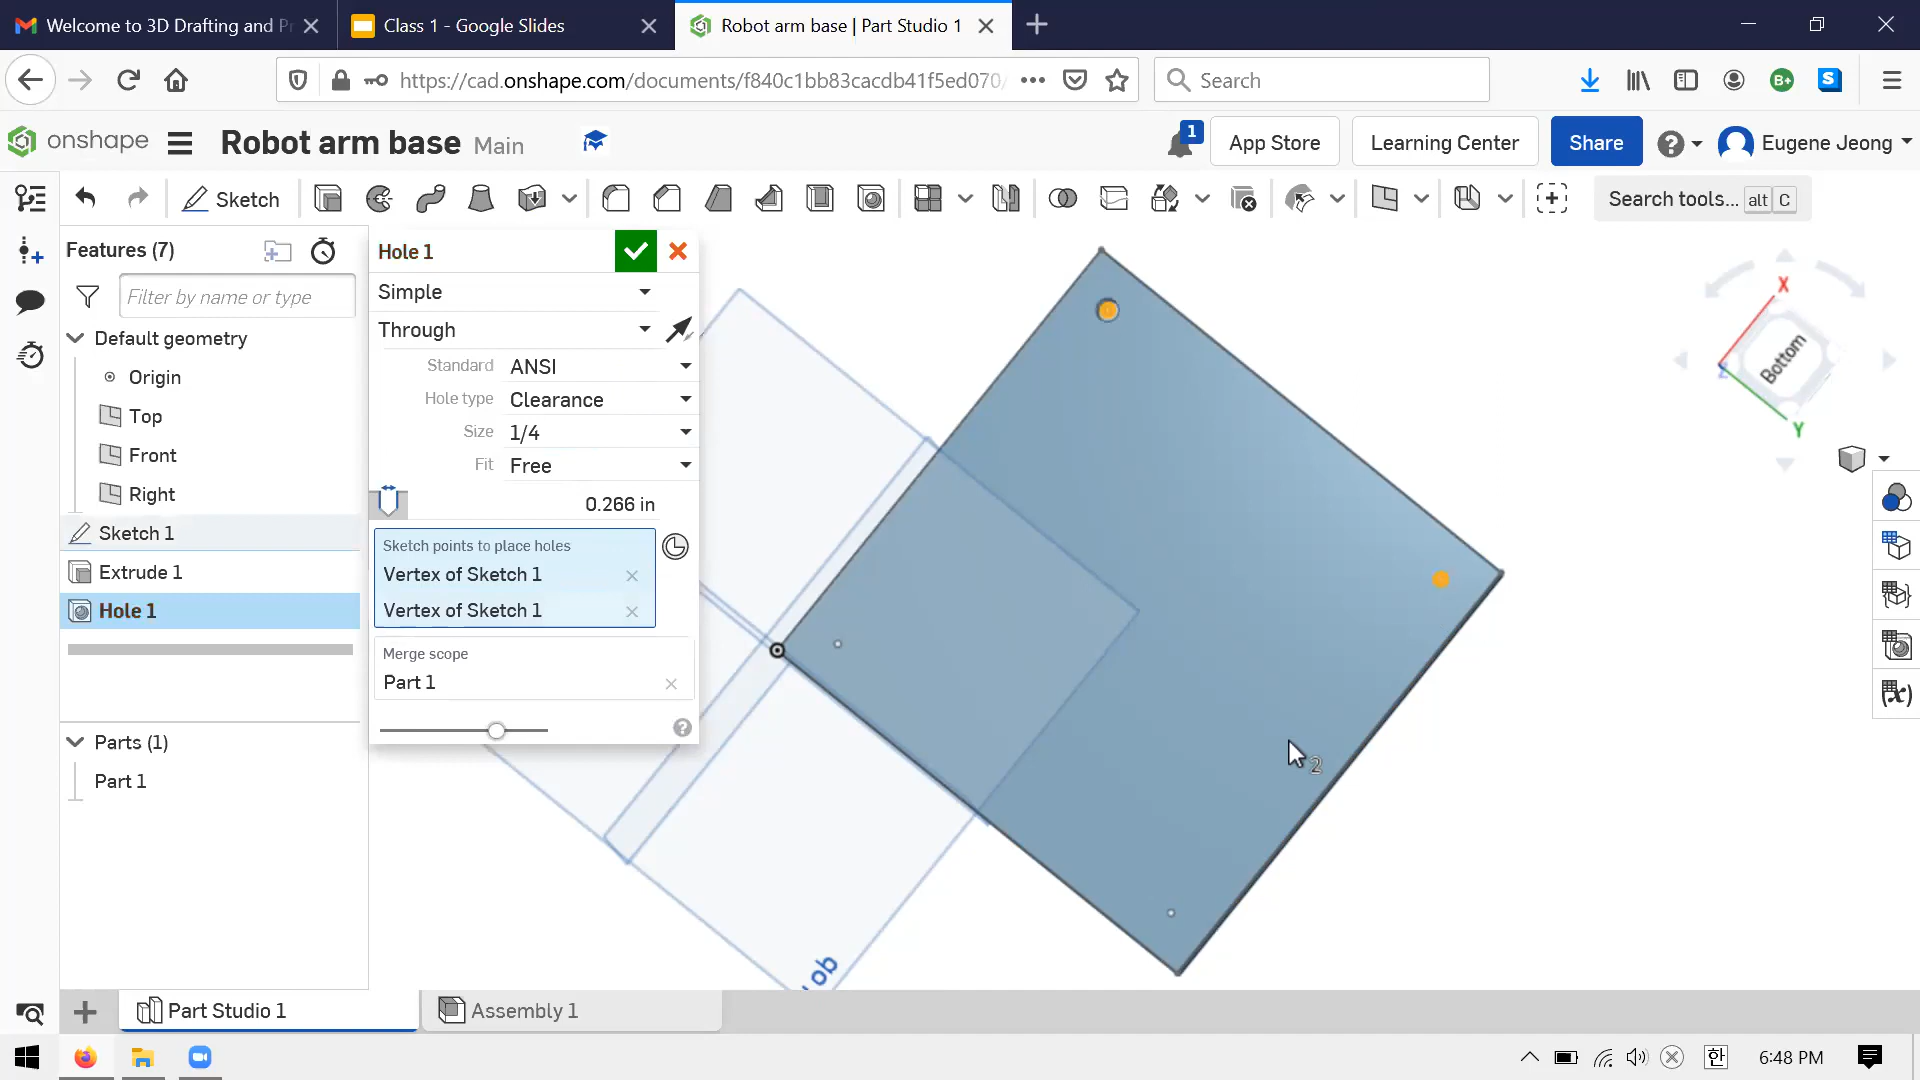 Welcome to 3D Drafting and Pr
Class 1 - Google Slides
Robot arm base | Part Studio 1
https://cad.onshape.com/documents/f840c1bb83cacdb41f5ed070/
Search
B+
S
onshape
Robot arm base Main
1
App Store
Learning Center
Share
Eugene Jeong
Sketch
Search tools... alt C
Features (7)
Filter by name or type
Default geometry
Origin
Top
Front
Right
Sketch 1
Extrude 1
Hole 1
Parts (1)
Part 1
Hole 1
Simple
Through
Standard ANSI
Hole type Clearance
Size 1/4
Fit Free
0.266 in
Sketch points to place holes
Vertex of Sketch 1
Vertex of Sketch 1
Merge scope
Part 1
2
X
Bottom
Z
Y
Part Studio 1
Assembly 1
한
6:48 PM